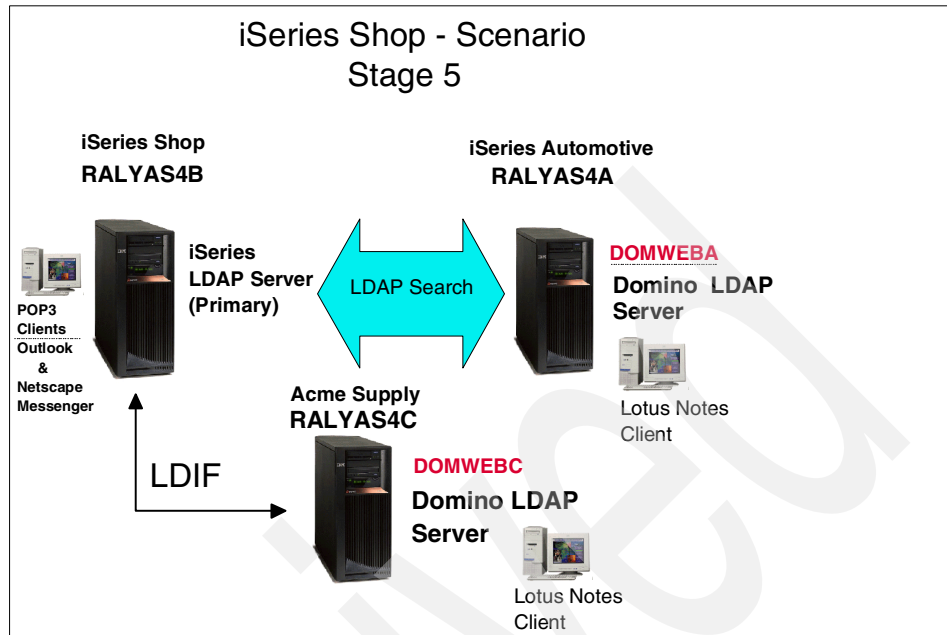 iSeries Shop - Scenario
Stage 5
iSeries Shop
RALYAS4B
iSeries Automotive
RALYAS4A
iSeries
LDAP Server
(Primary)
LDAP Search
DOMWEBA
Domino LDAP
Server
POP3
Clients
Outlook
&
Netscape
Messenger
Lotus Notes
Client
Acme Supply
RALYAS4C
LDIF
DOMWEBC
Domino LDAP
Server
Lotus Notes
Client